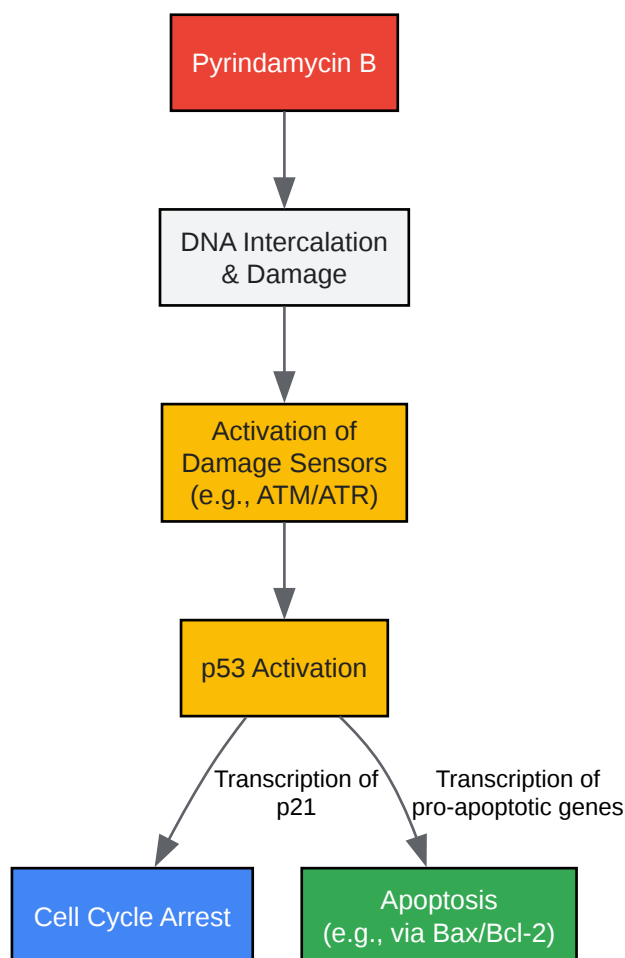 Pyrindamycin B
DNA Intercalation
& Damage
Activation of
Damage Sensors
(e.g., ATM/ATR)
p53 Activation
Transcription of
p21
Transcription of
pro-apoptotic genes
Cell Cycle Arrest
Apoptosis
(e.g., via Bax/Bcl-2)